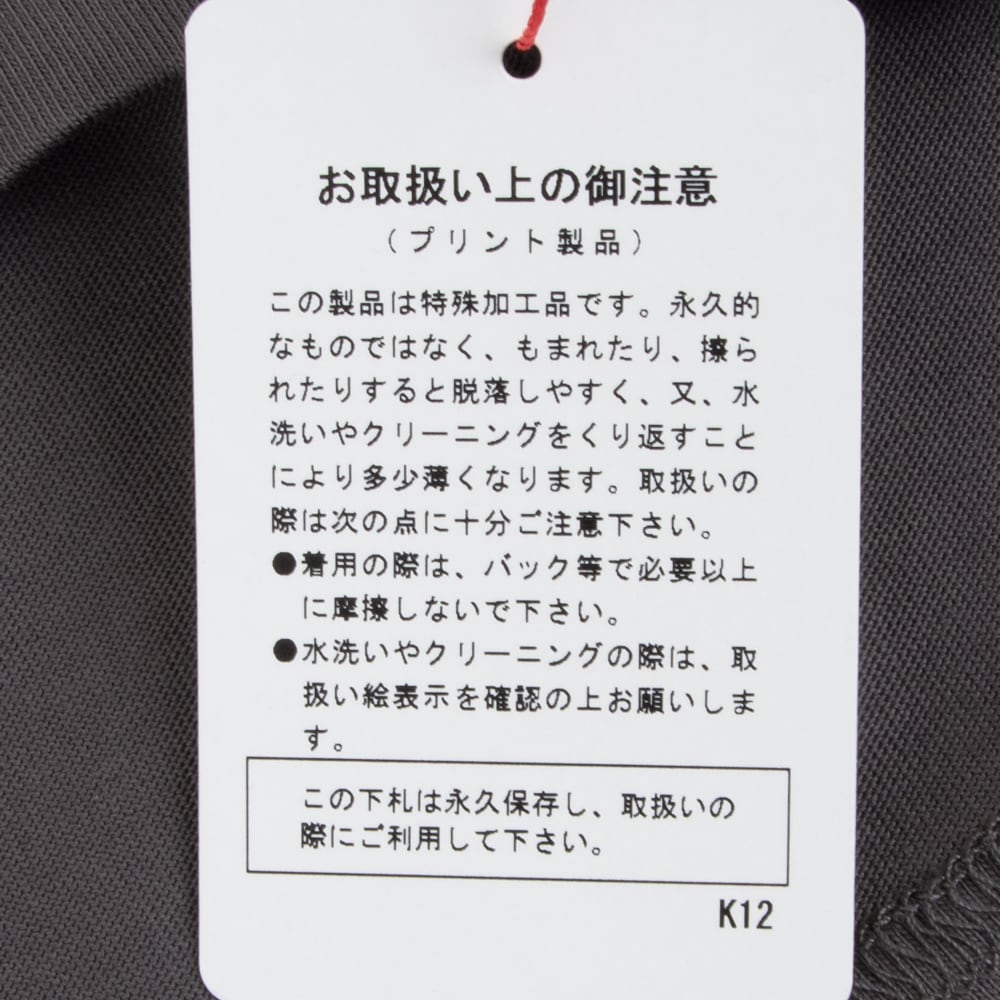 お取扱い上の御注意
（プリント製品）
この製品は特殊加工品です。永久的
なものではなく、もまれたり、擦ら
れたりすると脱落しやすく、又、水
洗いやクリーニングをくり返すこと
により多少薄くなります。取扱いの
際は次の点に十分ご注意下さい。
●着用の際は、バック等で必要以上
に摩擦しないで下さい。
●水洗いやクリーニングの際は、取
扱い絵表示を確認の上お願いしま
す。
この下札は永久保存し、取扱いの
際にご利用して下さい。
K12